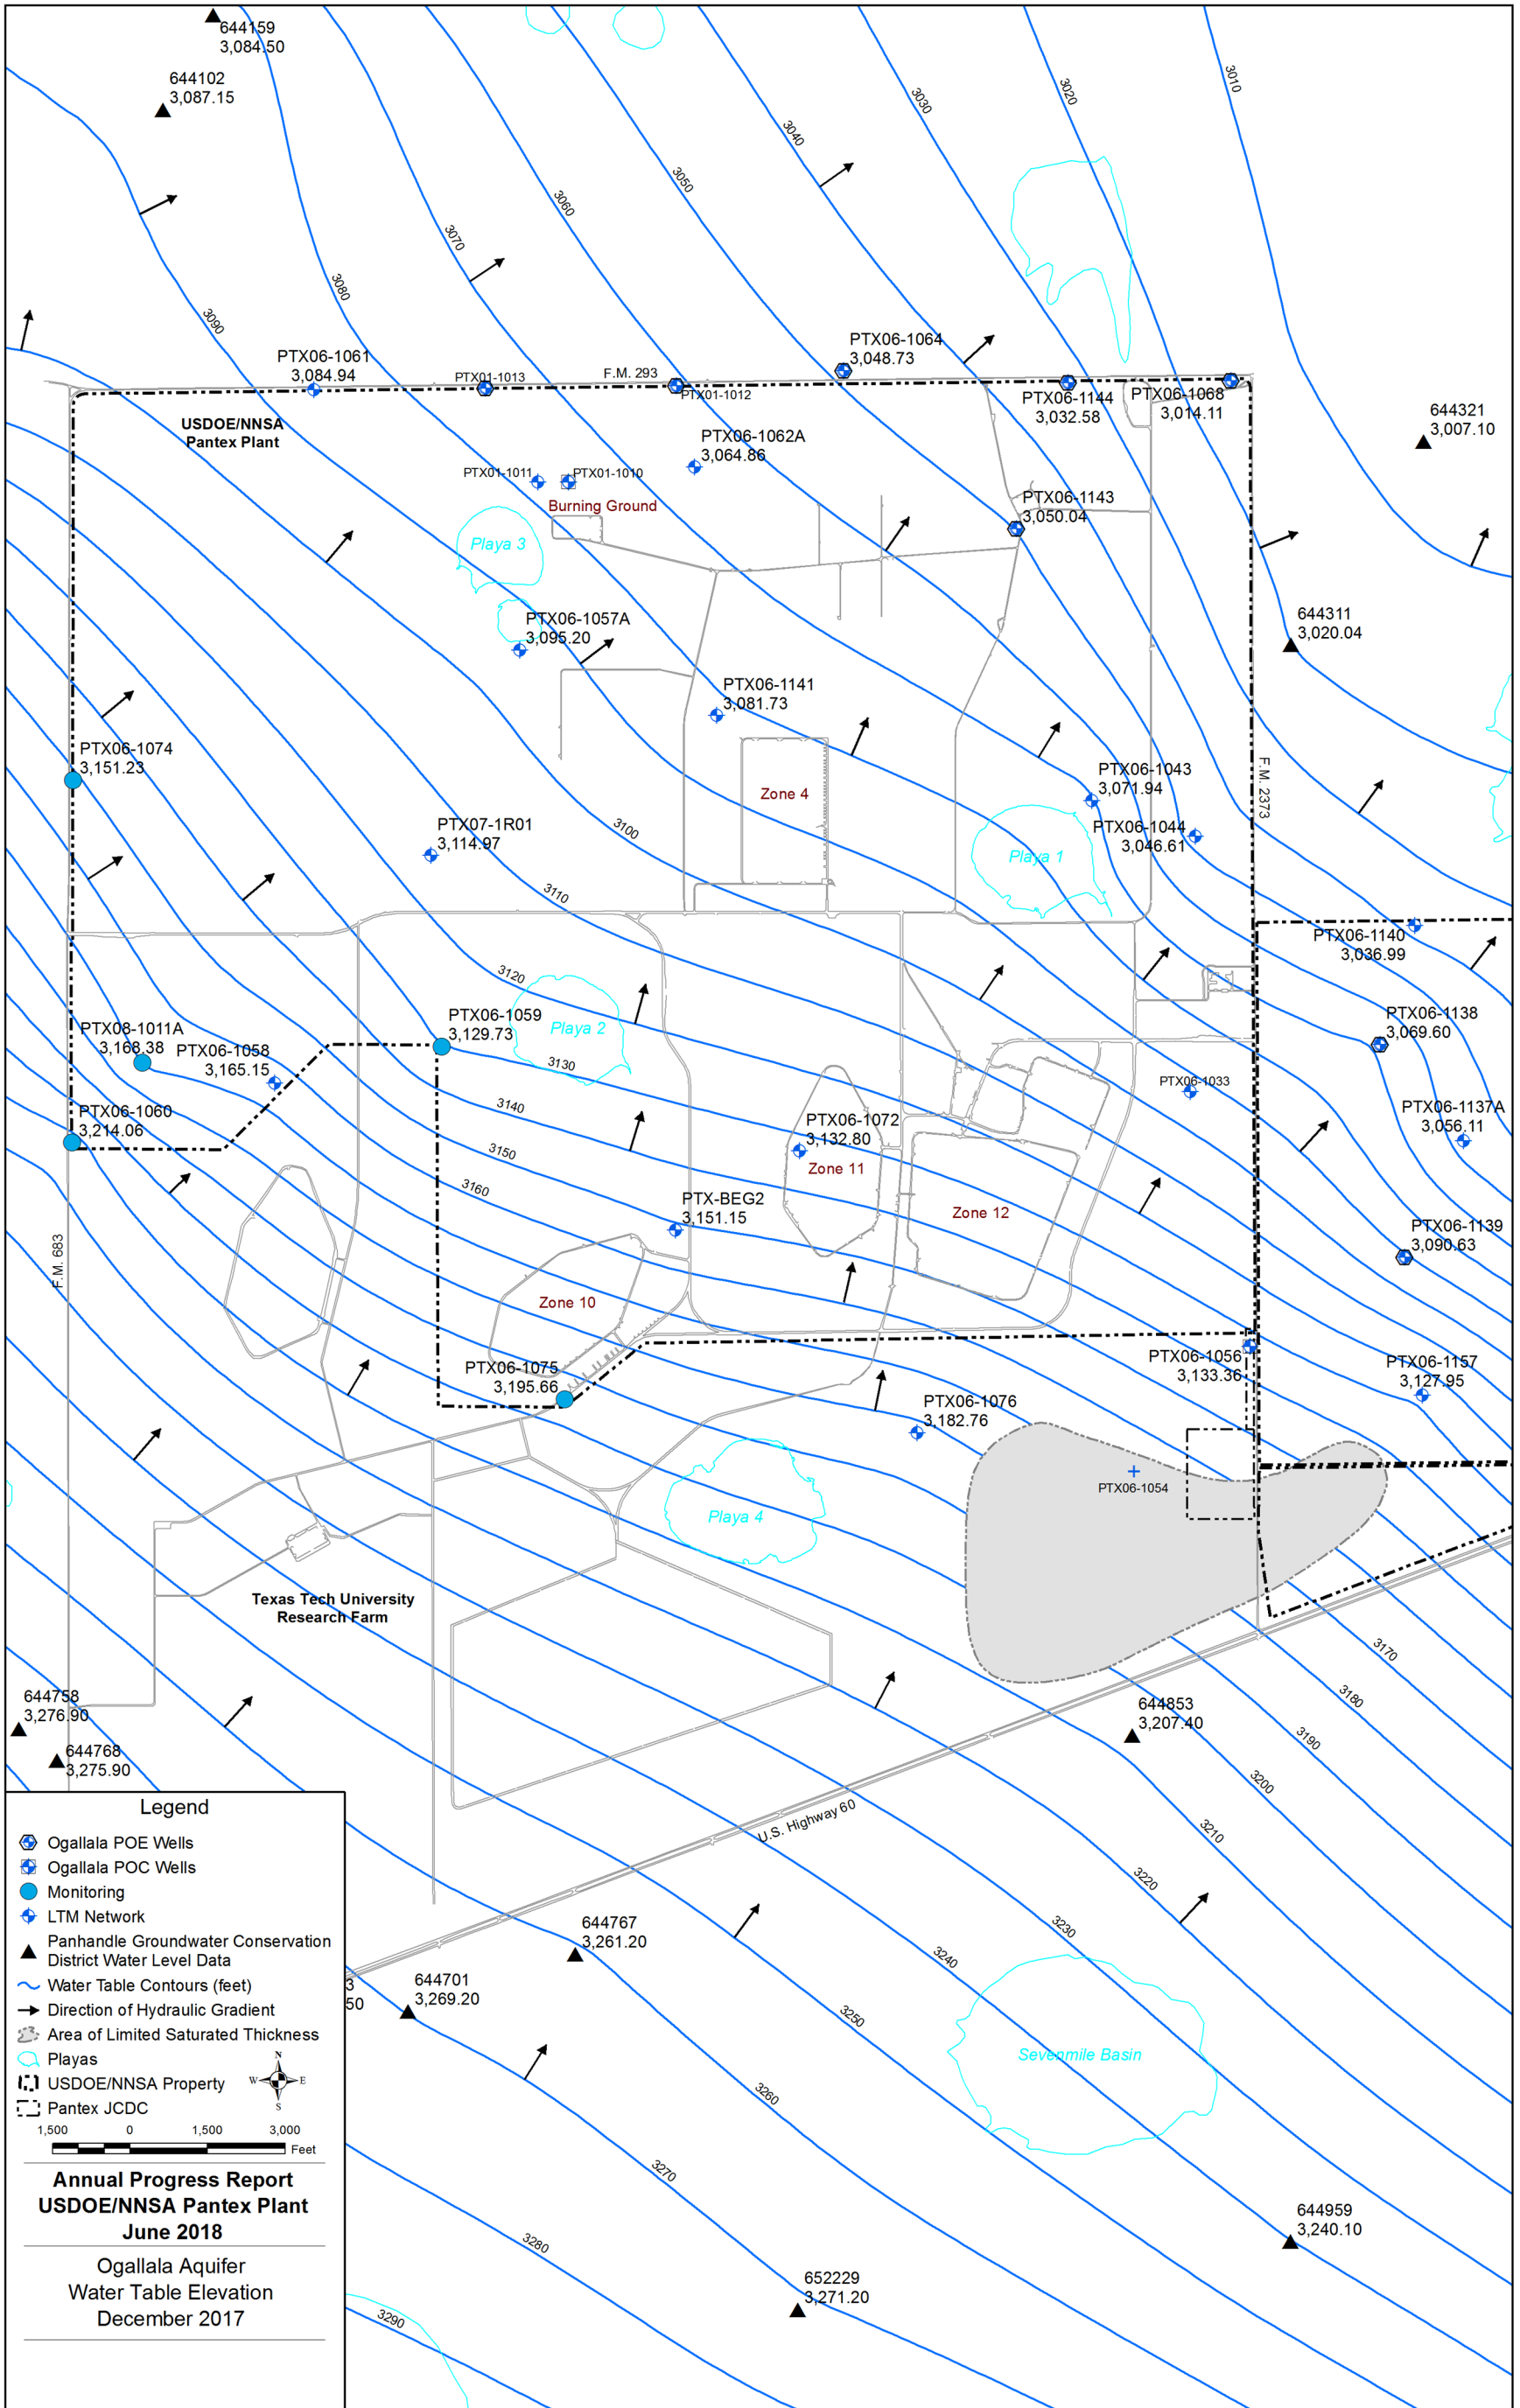 644159
3,084.50
644102
3,087.15
3010
3020
3030
3040
3050
3060
3070
3080
3090
PTX06-1061
3,084.94
PTX01-1013
F.M. 293
PTX01-1012
PTX06-1064
3,048.73
PTX06-1144
3,032.58
PTX06-1068
3,014.11
644321
3,007.10
USDOE/NNSA
Pantex Plant
PTX06-1062A
3,064.86
PTX01-1011
PTX01-1010
Burning Ground
Playa 3
PTX06-1143
3,050.04
PTX06-1057A
3,095.20
644311
3,020.04
PTX06-1141
3,081.73
PTX06-1074
3,151.23
Zone 4
PTX06-1043
3,071.94
F.M. 2373
PTX06-1044
3,046.61
PTX07-1R01
3,114.97
3100
Playa 1
3110
PTX06-1140
3,036.99
3120
Playa 2
PTX06-1059
3,129.73
PTX08-1011A
3,168.38
PTX06-1058
3,165.15
3130
PTX06-1138
3,069.60
PTX06-1033
PTX06-1060
3,214.06
3140
PTX06-1137A
3,056.11
PTX06-1072
3,132.80
Zone 11
3150
3160
PTX-BEG2
3,151.15
Zone 12
PTX06-1139
3,090.63
F.M. 683
Zone 10
PTX06-1075
3,195.66
PTX06-1056
3,133.36
PTX06-1157
3,127.95
PTX06-1076
3,182.76
PTX06-1054
Playa 4
Texas Tech University
Research Farm
3170
3180
3190
3200
3210
3220
3230
3240
3250
3260
3270
3280
3290
644758
3,276.90
644768
3,275.90
644853
3,207.40
U.S. Highway 60
644767
3,261.20
644701
3,269.20
3
50
Sevenmile Basin
644959
3,240.10
652229
3,271.20
Legend
Ogallala POE Wells
Ogallala POC Wells
Monitoring
LTM Network
Panhandle Groundwater Conservation
District Water Level Data
Water Table Contours (feet)
Direction of Hydraulic Gradient
Area of Limited Saturated Thickness
Playas
USDOE/NNSA Property
Pantex JCDC
N
W E
S
1,500 0 1,500 3,000
Feet
Annual Progress Report
USDOE/NNSA Pantex Plant
June 2018
Ogallala Aquifer
Water Table Elevation
December 2017